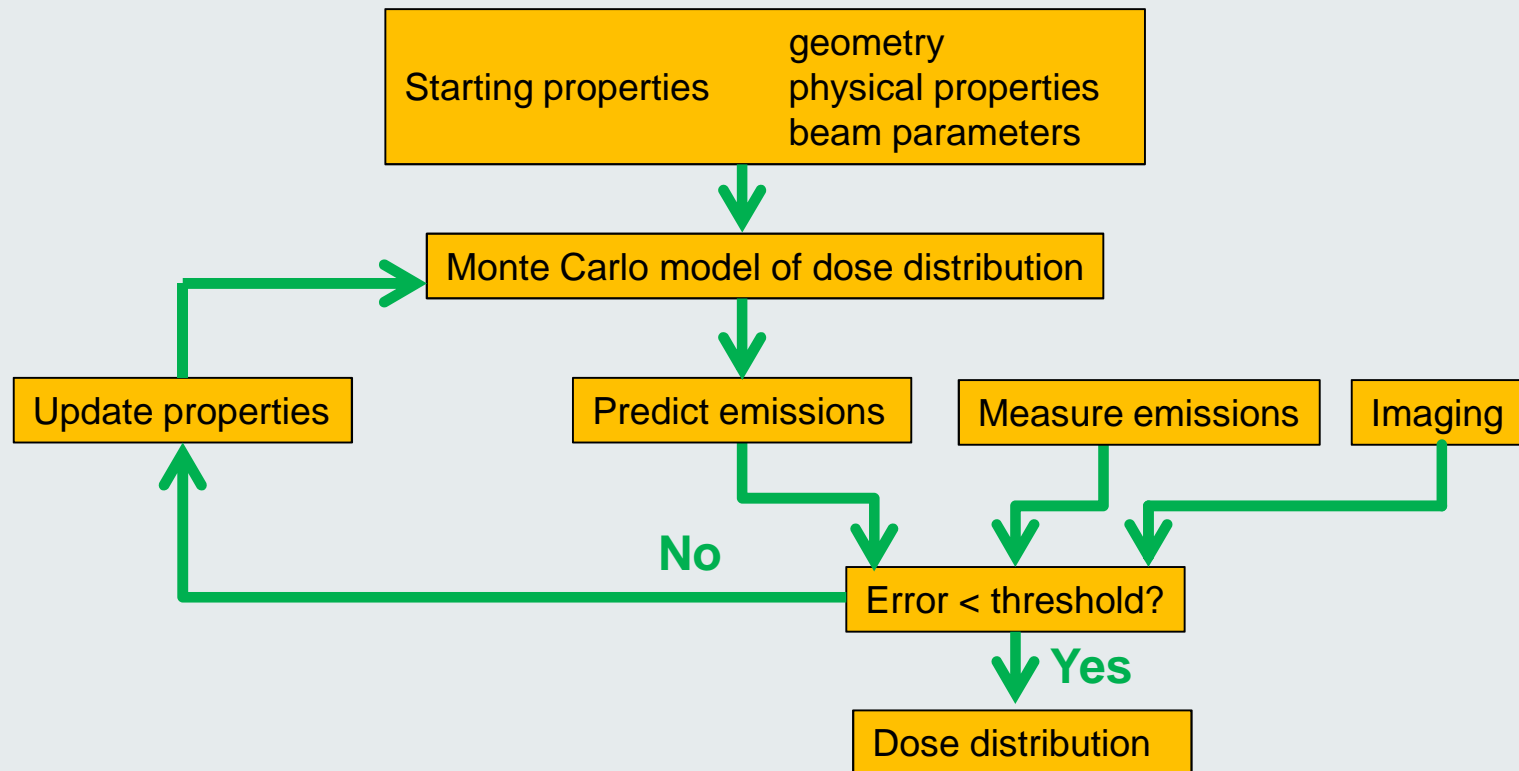 Starting properties
geometry
physical properties
beam parameters
Monte Carlo model of dose distribution
Update properties
Predict emissions
Measure emissions
Imaging
No
Error < threshold?
Yes
Dose distribution